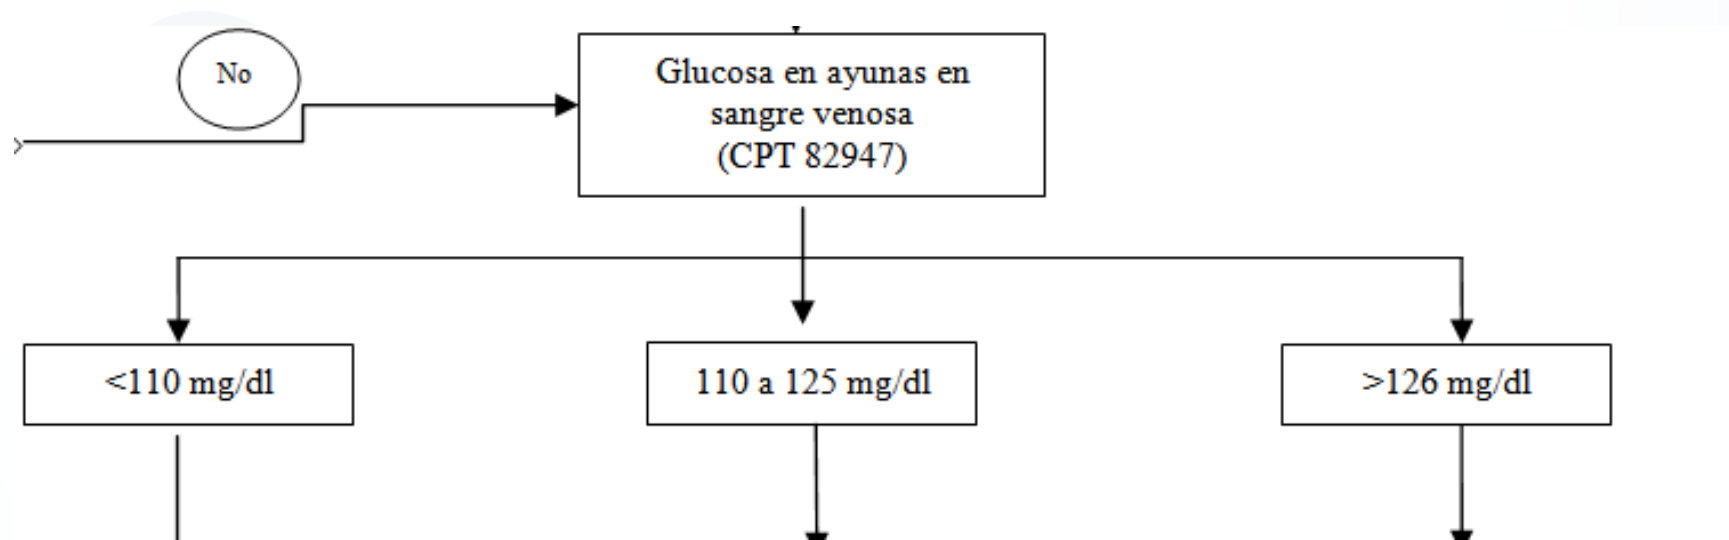 No
Glucosa en ayunas en
sangre venosa
(CPT 82947)
<110 mg/dl
110 a 125 mg/dl
>126 mg/dl